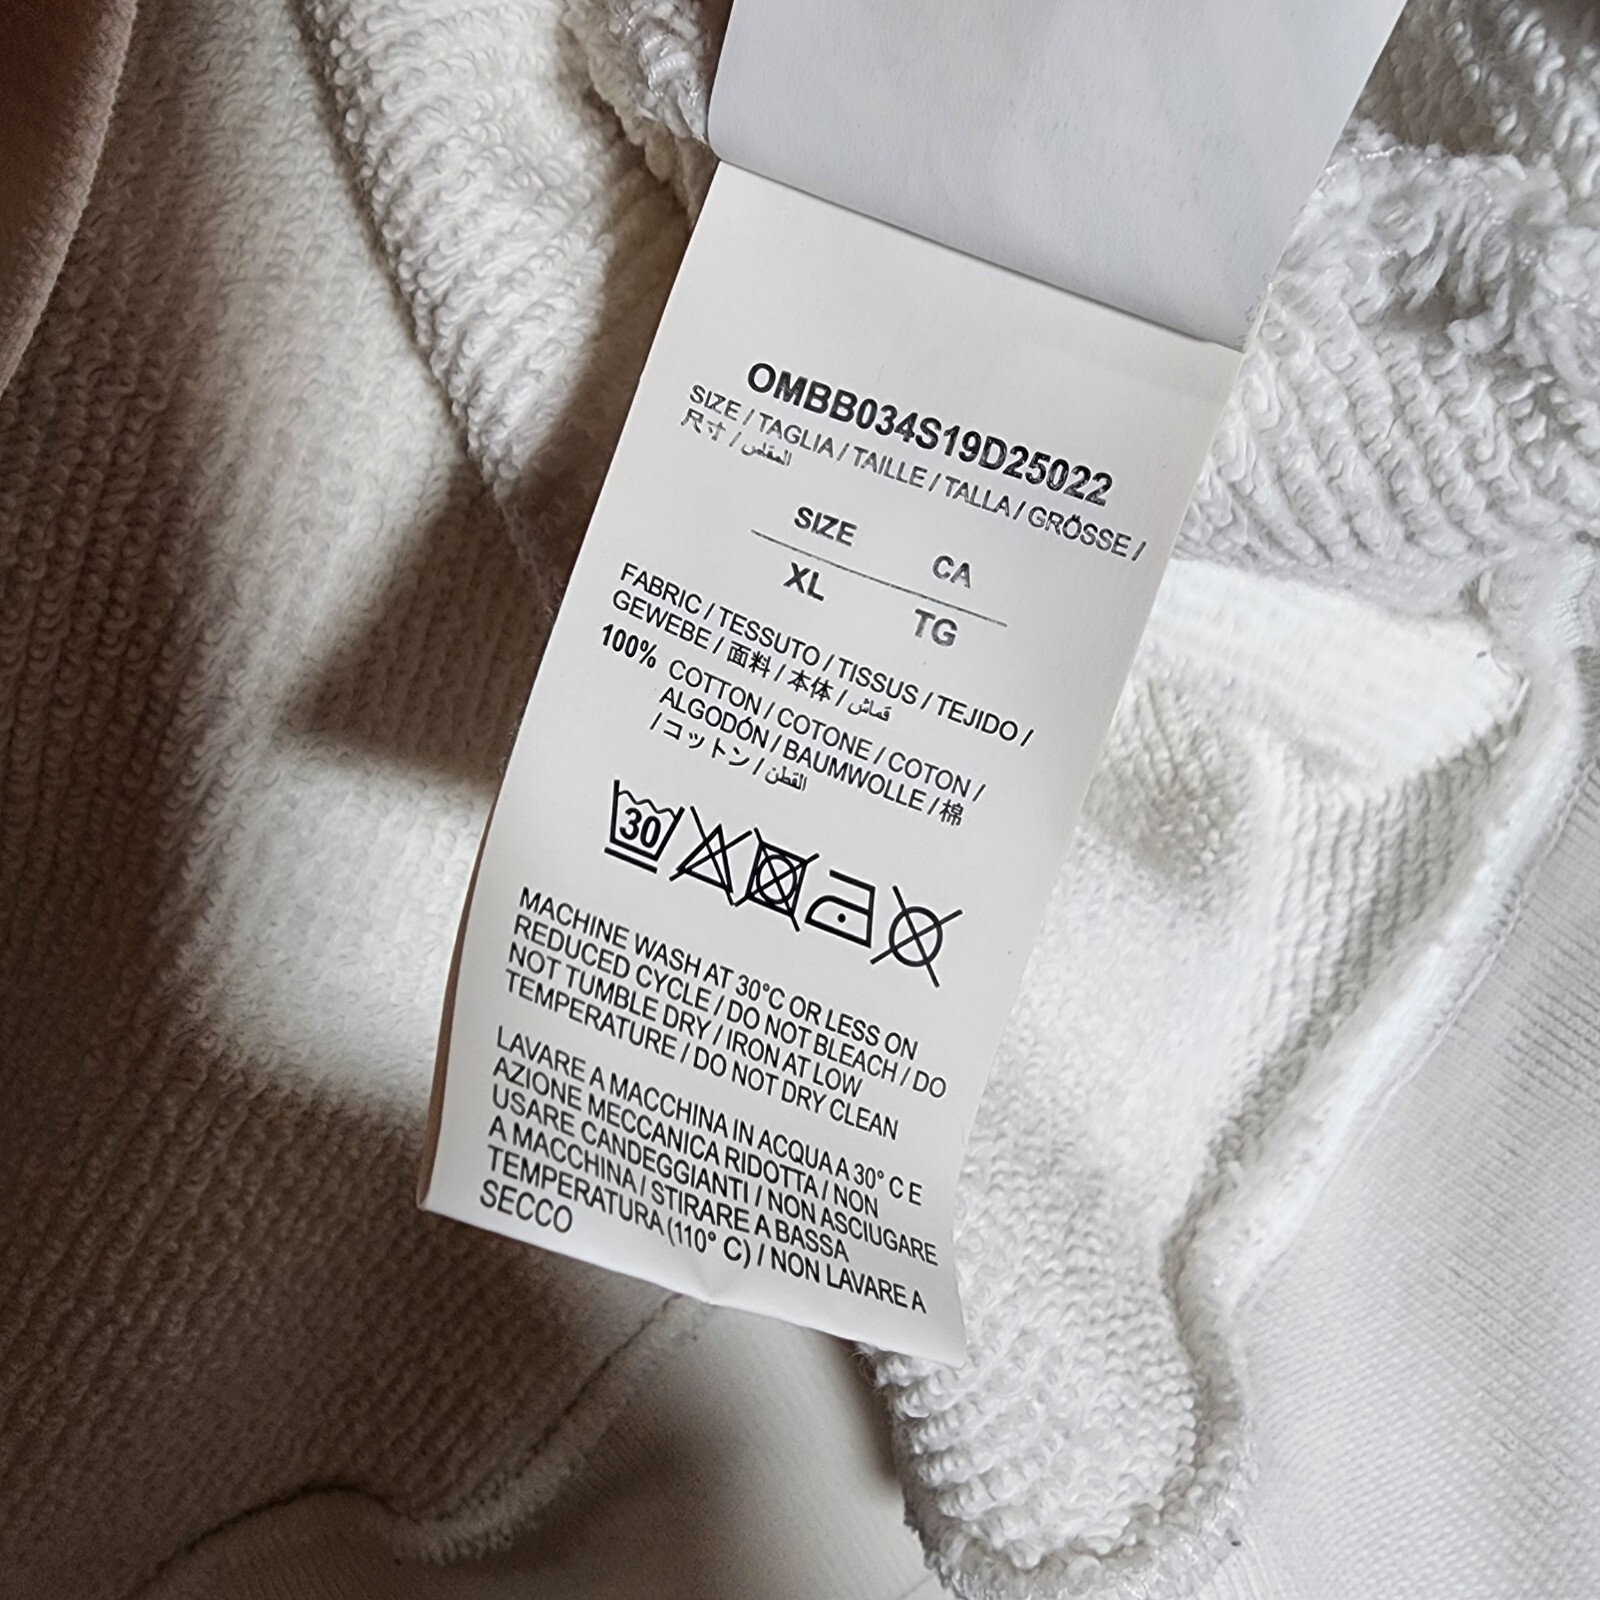 OMBB034S19D25022
SIZE / TAGLIA / TAILLE / TALLA / GRÖSSE /
尺寸 / المقاس
SIZE CA
XL TG
FABRIC / TESSUTO / TISSUS / TEJIDO /
GEWEBE / 面料 / 本体 / قماش
100% COTTON / COTONE / COTON /
ALGODÓN / BAUMWOLLE / 棉
/ コットン / القطن
30
MACHINE WASH AT 30°C OR LESS ON
REDUCED CYCLE / DO NOT BLEACH / DO
NOT TUMBLE DRY / IRON AT LOW
TEMPERATURE / DO NOT DRY CLEAN
LAVARE A MACCHINA IN ACQUA A 30° C E
AZIONE MECCANICA RIDOTTA / NON
USARE CANDEGGIANTI / NON ASCIUGARE
A MACCHINA / STIRARE A BASSA
TEMPERATURA (110° C) / NON LAVARE A
SECCO